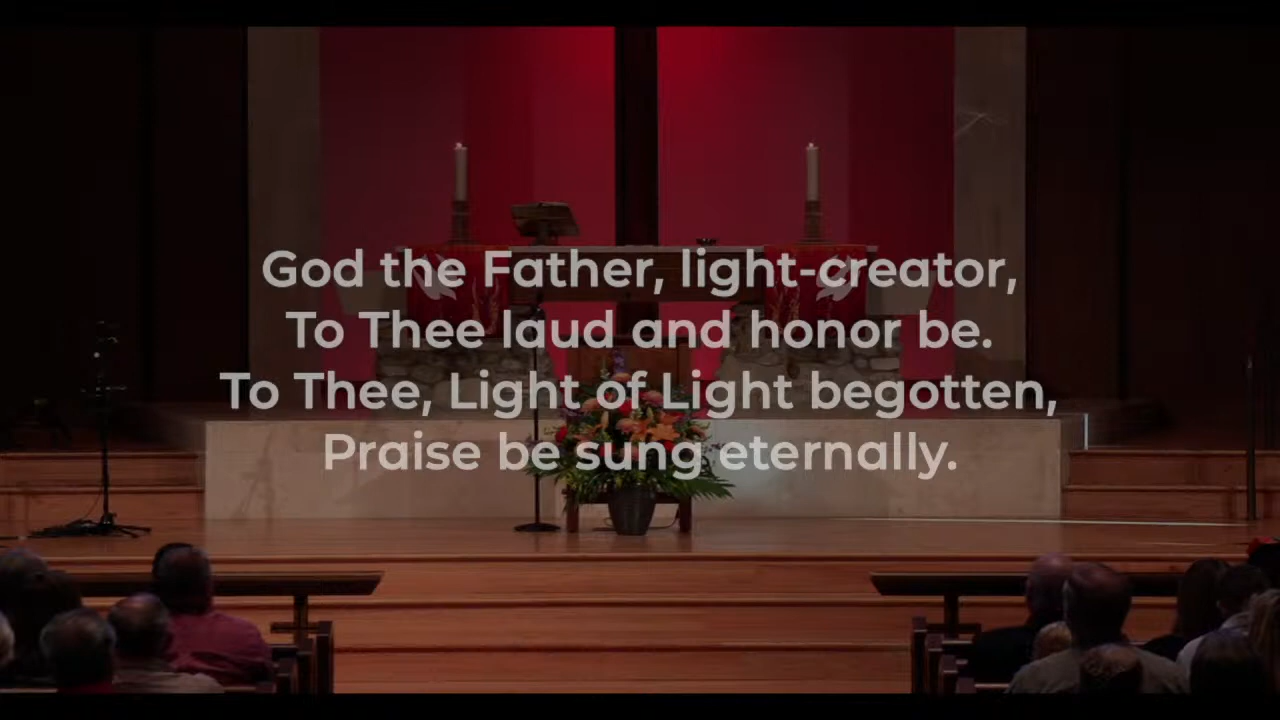 God the Father, light-creator,
To Thee laud and honor be.
To Thee, Light of Light begotten,
Praise be sung eternally.